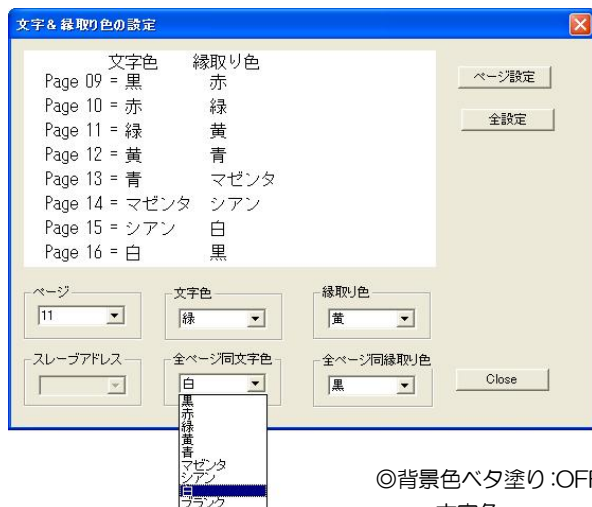 文字&縁取り色の設定
文字色 縁取り色
Page 09 = 黒 赤
Page 10 = 赤 緑
Page 11 = 緑 黄
Page 12 = 黄 青
Page 13 = 青 マゼンタ
Page 14 = マゼンタ シアン
Page 15 = シアン 白
Page 16 = 白 黒
ページ設定
全設定
ページ 文字色 縁取り色
11 緑 黄
スレーブアドレス 全ページ同文字色 全ページ同縁取り色
白 黒
Close
黒
赤
緑
黄
青
マゼンタ
シアン
白
ブランク
◎背景色ベタ塗り:OFF